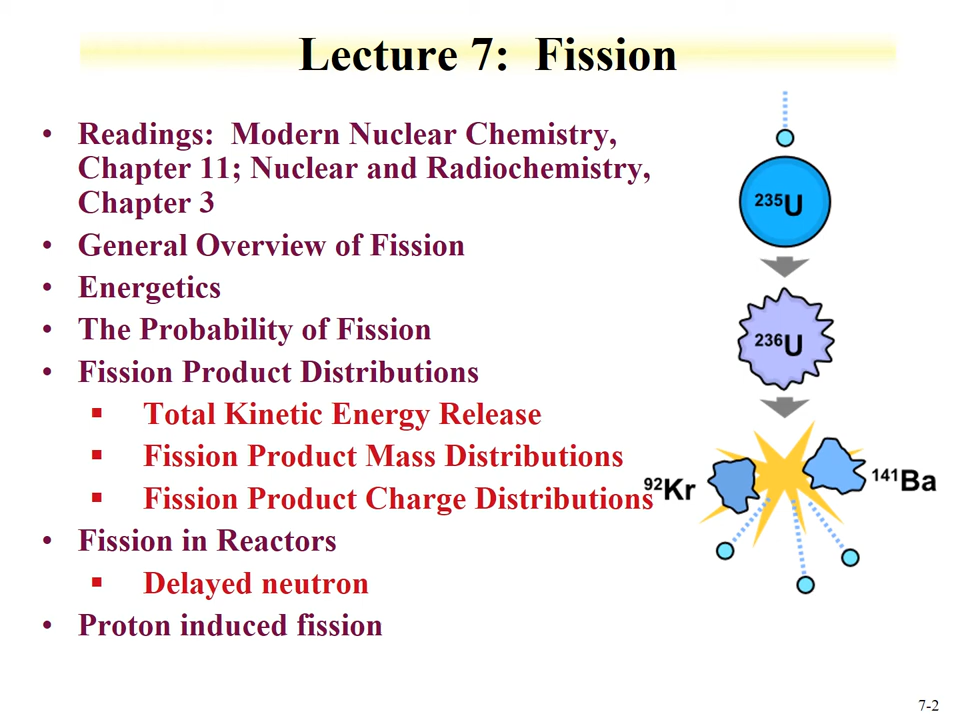 Lecture 7: Fission
• Readings: Modern Nuclear Chemistry,
Chapter 11; Nuclear and Radiochemistry,
Chapter 3
• General Overview of Fission
• Energetics
• The Probability of Fission
• Fission Product Distributions
▪ Total Kinetic Energy Release
▪ Fission Product Mass Distributions
▪ Fission Product Charge Distributions
• Fission in Reactors
▪ Delayed neutron
• Proton induced fission
²³⁵U
²³⁶U
⁹²Kr
¹⁴¹Ba
7-2